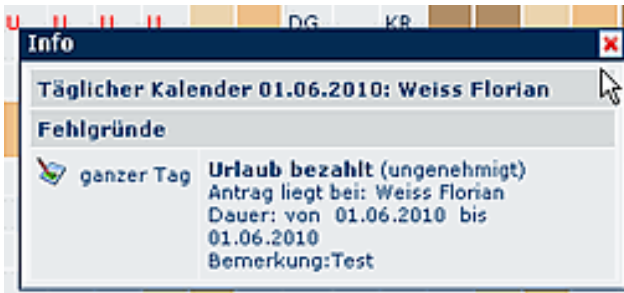 U U U U DG KR
Info
Täglicher Kalender 01.06.2010: Weiss Florian
Fehlgründe
ganzer Tag Urlaub bezahlt (ungenehmigt)
Antrag liegt bei: Weiss Florian
Dauer: von 01.06.2010 bis
01.06.2010
Bemerkung:Test